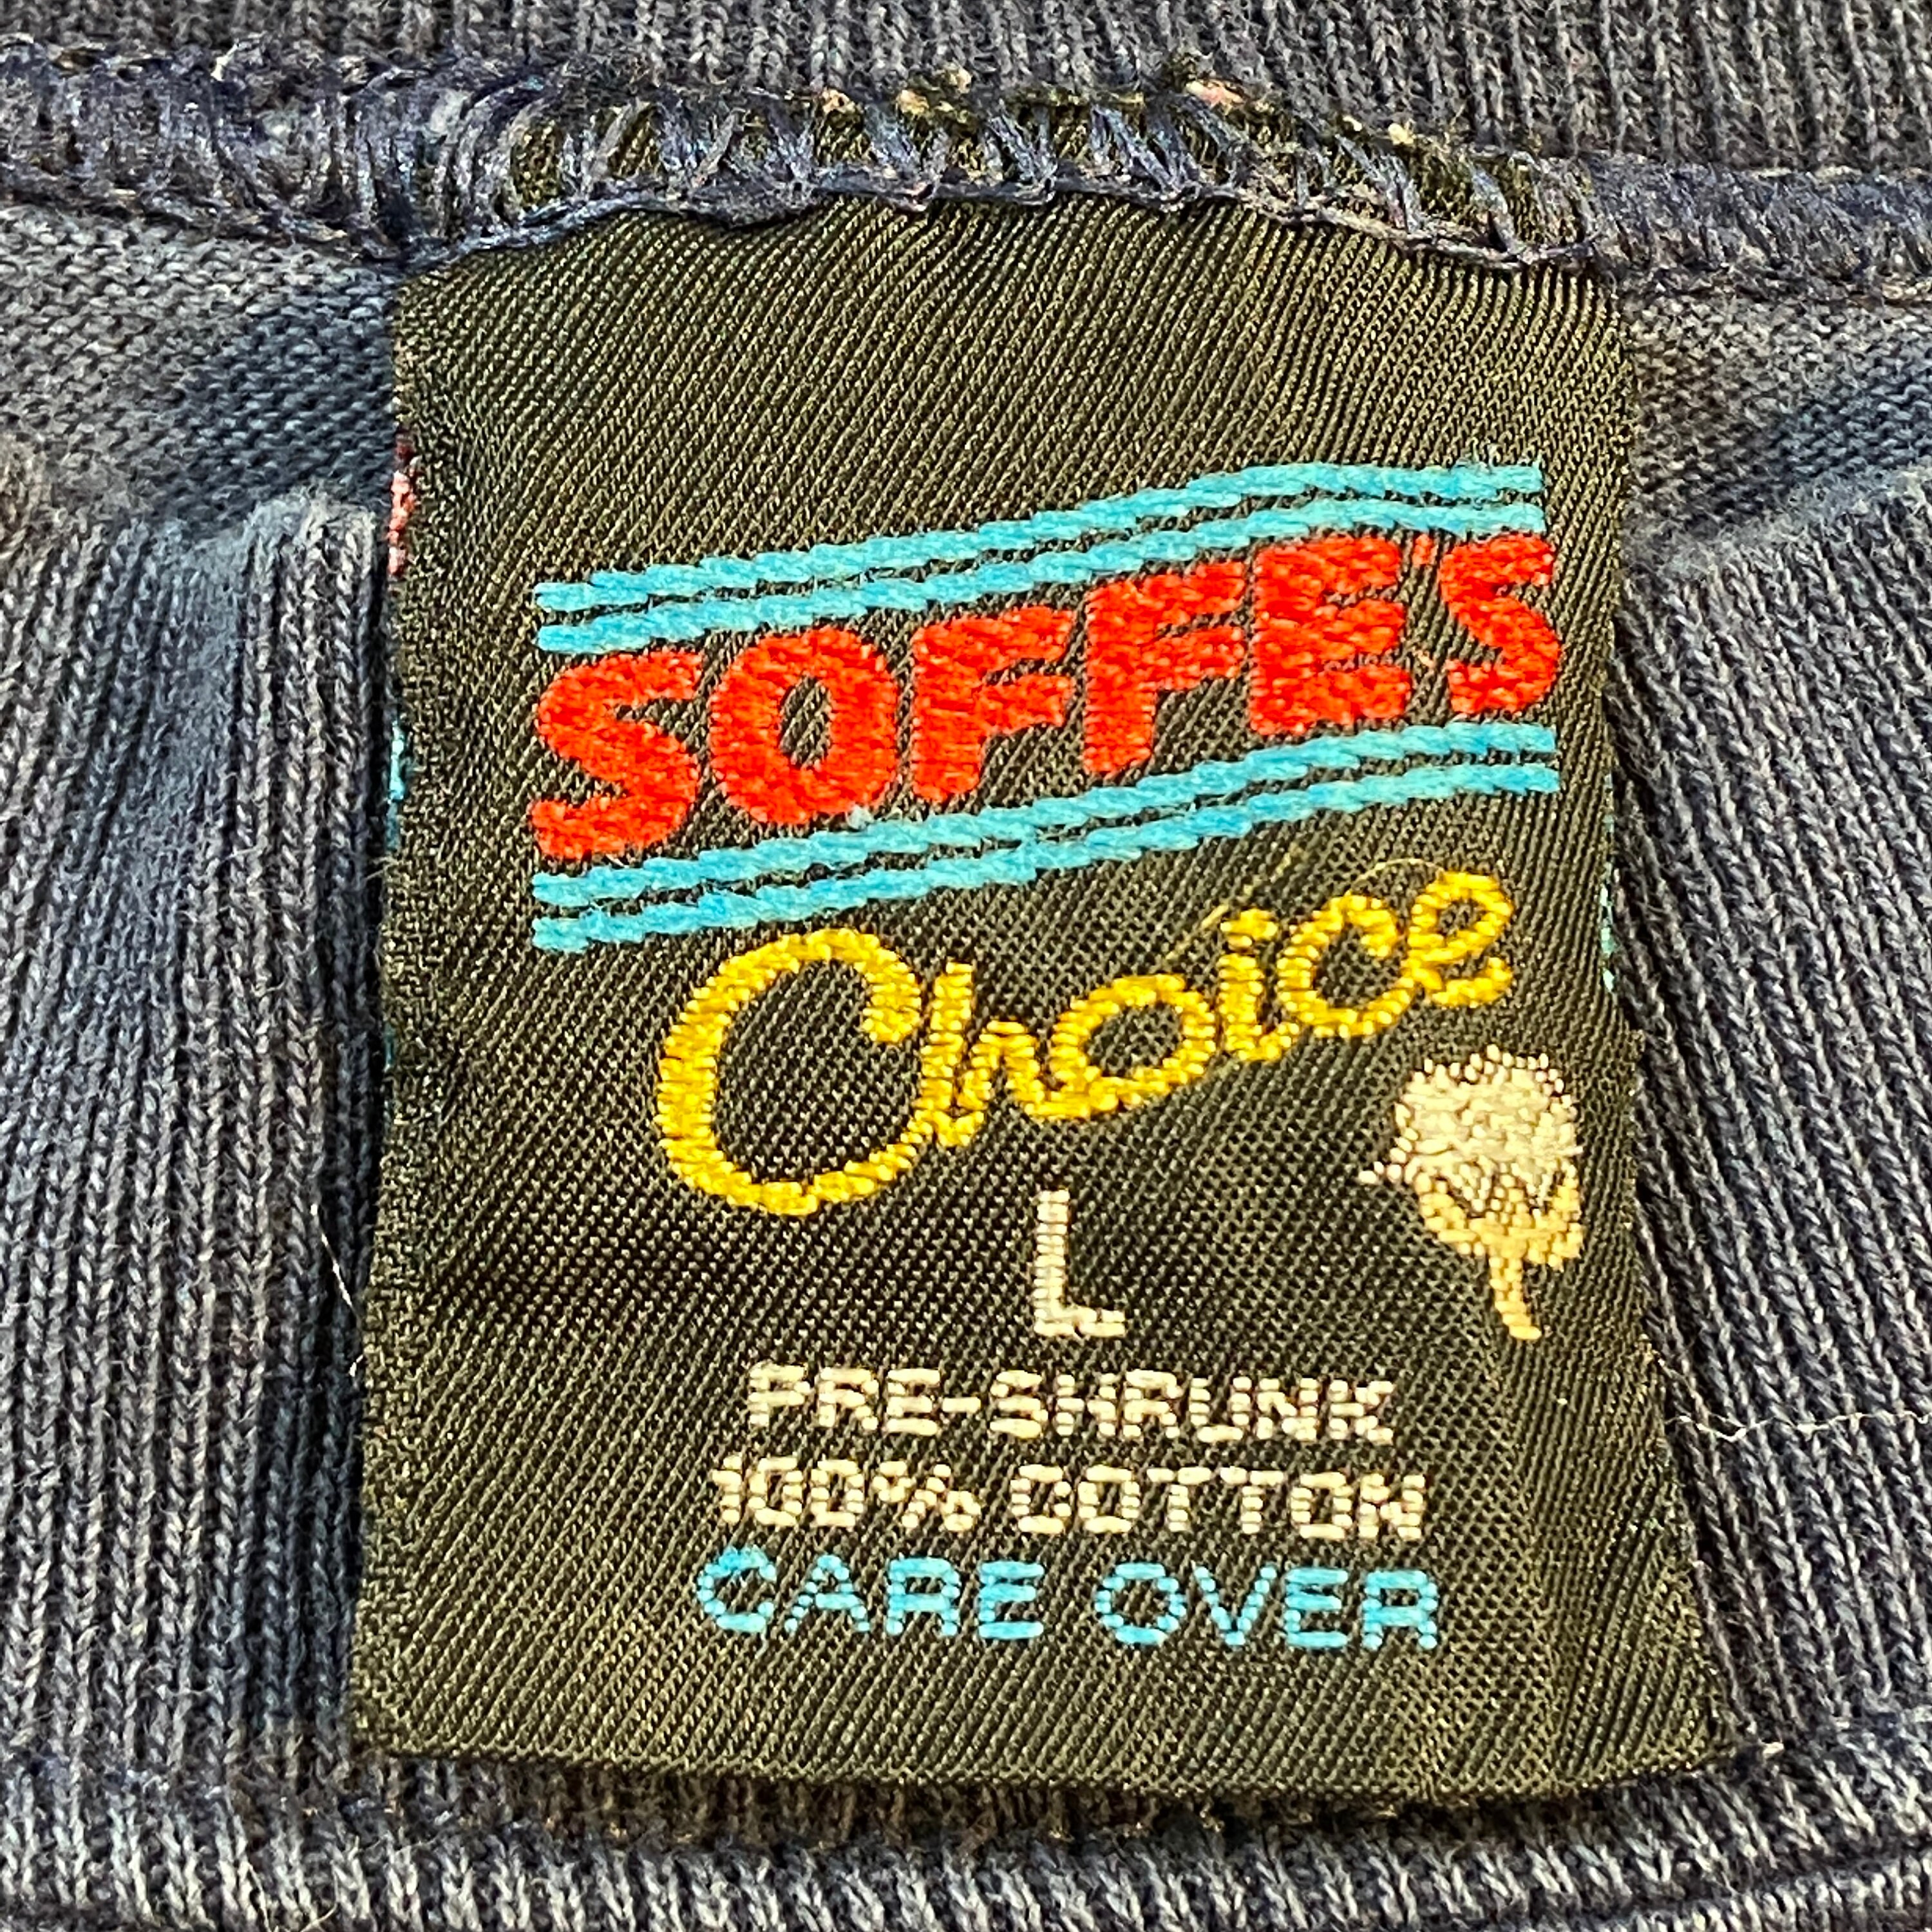 SOFFE'S
Choice
L
PRE-SHRUNK
100% COTTON
CARE OVER